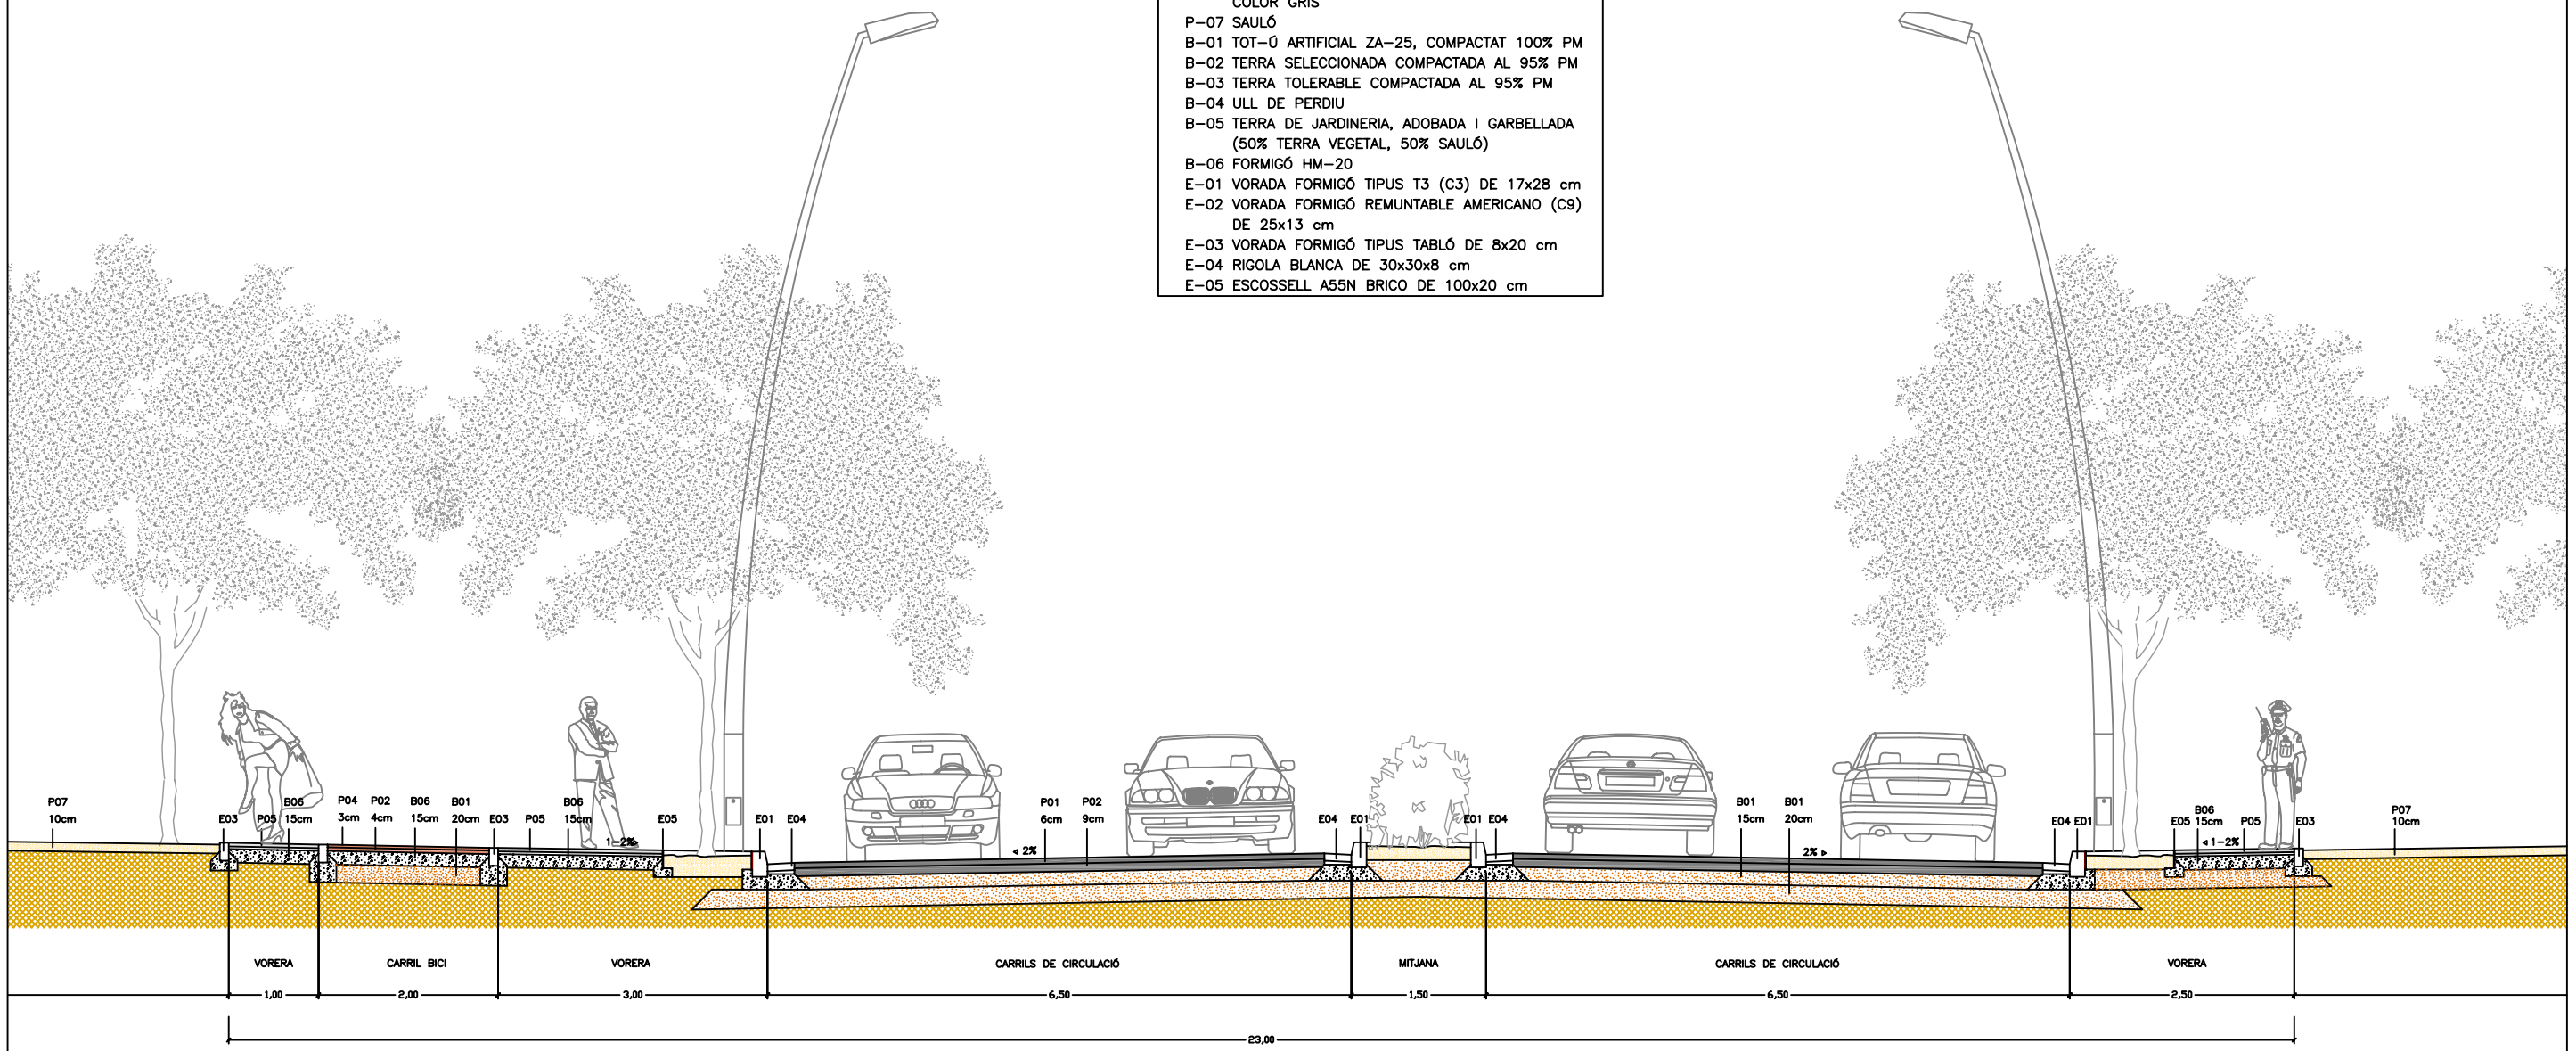 COLOR GRIS
P-07 SAULÓ
B-01 TOT-Ú ARTIFICIAL ZA-25, COMPACTAT 100% PM
B-02 TERRA SELECCIONADA COMPACTADA AL 95% PM
B-03 TERRA TOLERABLE COMPACTADA AL 95% PM
B-04 ULL DE PERDIU
B-05 TERRA DE JARDINERIA, ADOBADA I GARBELLADA
(50% TERRA VEGETAL, 50% SAULÓ)
B-06 FORMIGÓ HM-20
E-01 VORADA FORMIGÓ TIPUS T3 (C3) DE 17x28 cm
E-02 VORADA FORMIGÓ REMUNTABLE AMERICANO (C9)
DE 25x13 cm
E-03 VORADA FORMIGÓ TIPUS TABLÓ DE 8x20 cm
E-04 RIGOLA BLANCA DE 30x30x8 cm
E-05 ESCOSSELL A55N BRICO DE 100x20 cm
P07 B06 P04 P02 B06 B01 B06 P01 P02 B01 B01 B06 P07
10cm E03 P05 15cm 3cm 4cm 15cm 20cm E03 P05 15cm E05 E01 E04 6cm 9cm E04 E01 E01 E04 15cm 20cm E04 E01 E05 15cm P05 E03 10cm
1-2% 2% 2% 1-2%
VORERA CARRIL BICI VORERA CARRILS DE CIRCULACIÓ MITJANA CARRILS DE CIRCULACIÓ VORERA
1,00 2,00 3,00 6,50 1,50 6,50 2,50
23,00